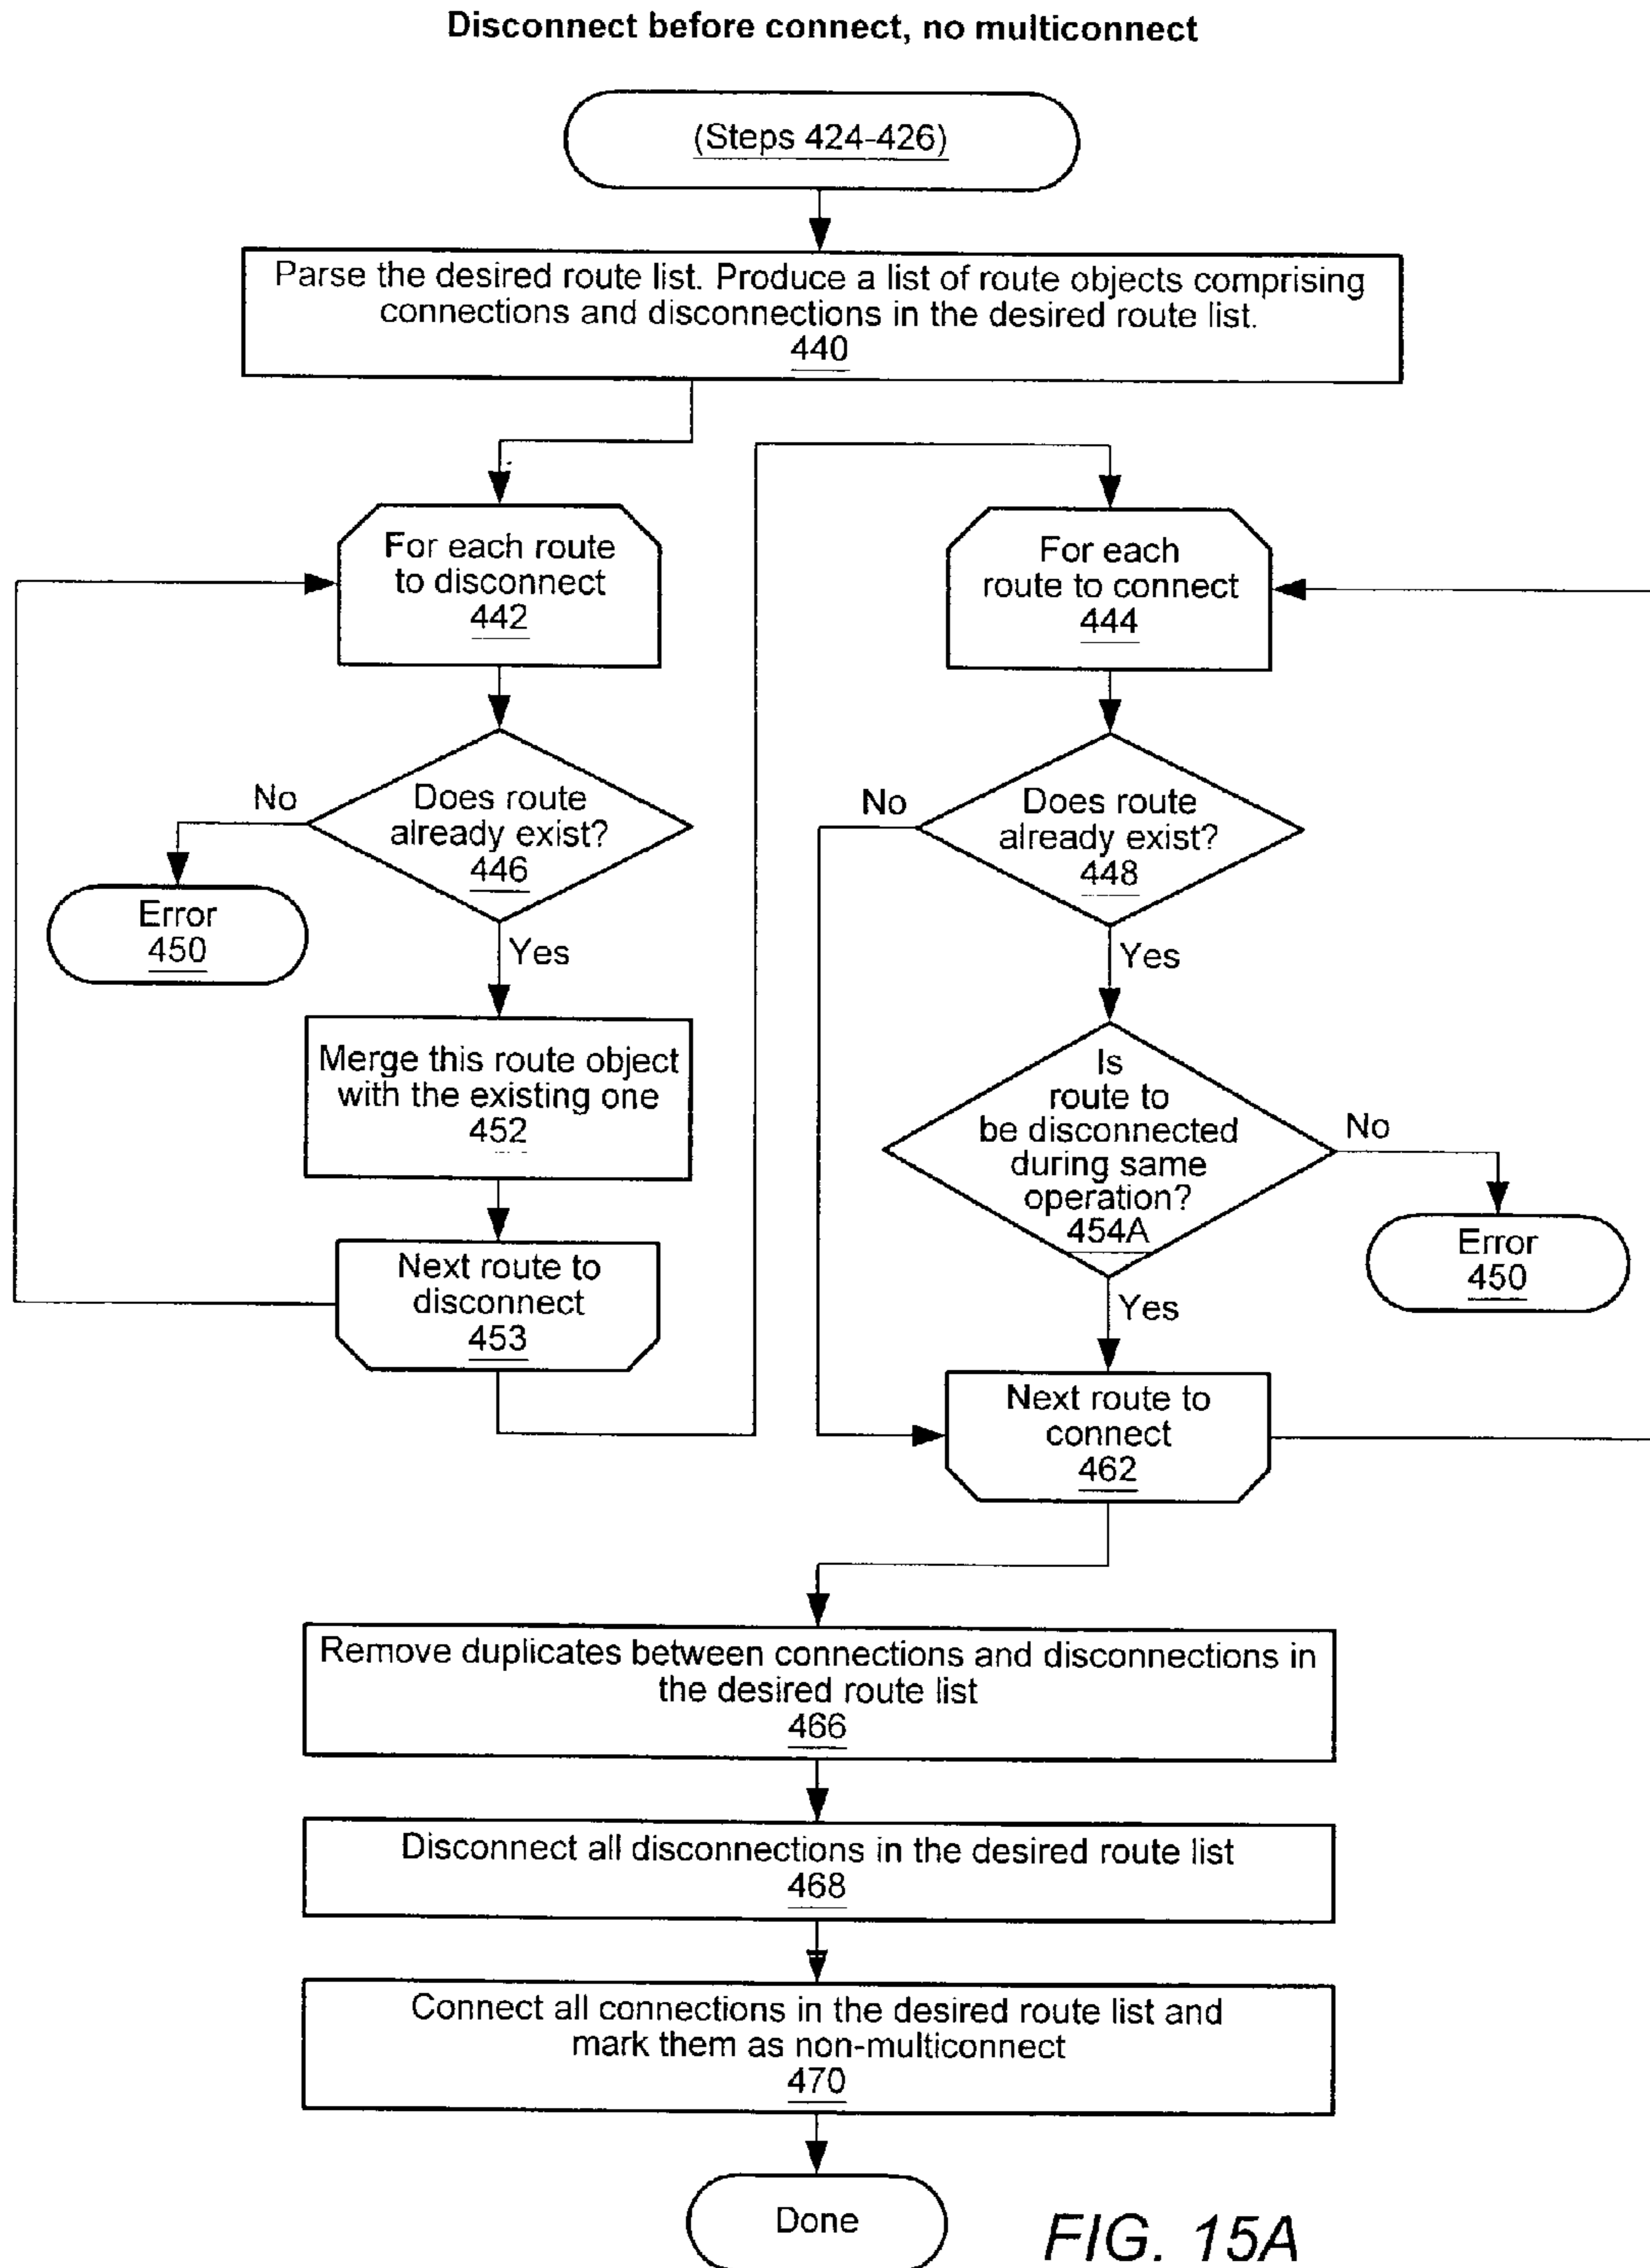 Disconnect before connect, no multiconnect
(Steps 424-426)
Parse the desired route list. Produce a list of route objects comprising
connections and disconnections in the desired route list.
440
For each route
to disconnect
442
Does route
already exist?
446
No
Error
450
Yes
Merge this route object
with the existing one
452
Next route to
disconnect
453
For each
route to connect
444
Does route
already exist?
448
No
Yes
Is
route to
be disconnected
during same
operation?
454A
No
Error
450
Yes
Next route to
connect
462
Remove duplicates between connections and disconnections in
the desired route list
466
Disconnect all disconnections in the desired route list
468
Connect all connections in the desired route list and
mark them as non-multiconnect
470
Done
FIG. 15A